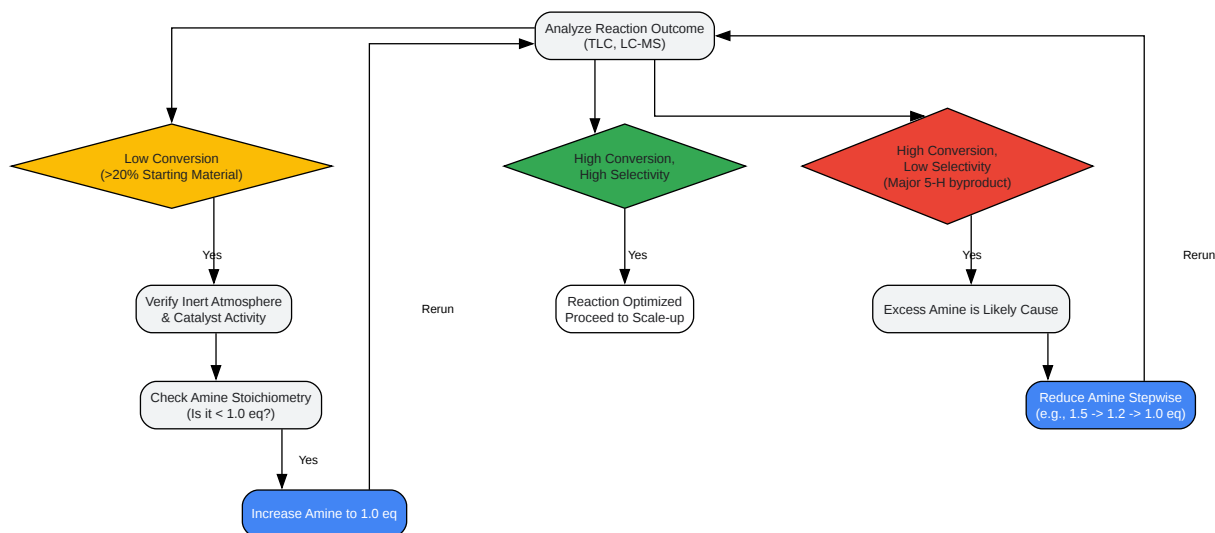 Analyze Reaction Outcome
(TLC, LC-MS)
Low Conversion
(>20% Starting Material)
High Conversion,
High Selectivity
High Conversion,
Low Selectivity
(Major 5-H byproduct)
Yes
Yes
Yes
Rerun
Verify Inert Atmosphere
& Catalyst Activity
Rerun
Reaction Optimized
Proceed to Scale-up
Excess Amine is Likely Cause
Check Amine Stoichiometry
(Is it < 1.0 eq?)
Reduce Amine Stepwise
(e.g., 1.5 -> 1.2 -> 1.0 eq)
Yes
Increase Amine to 1.0 eq